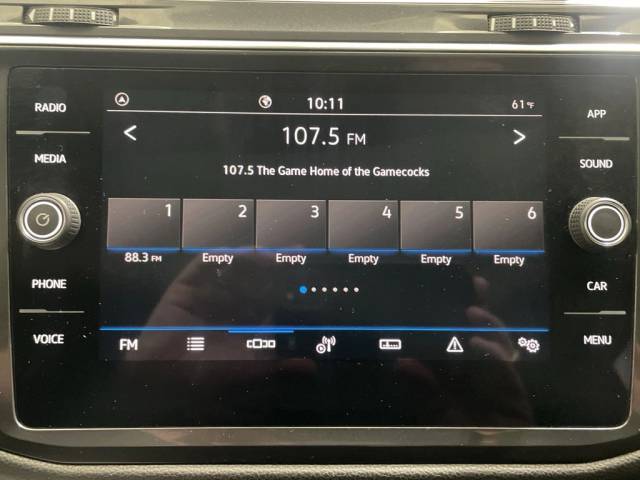 RADIO
MEDIA
PHONE
VOICE
10:11
61°F
107.5 FM
107.5 The Game Home of the Gamecocks
1 2 3 4 5 6
88.3 FM Empty Empty Empty Empty Empty
FM
APP
SOUND
CAR
MENU